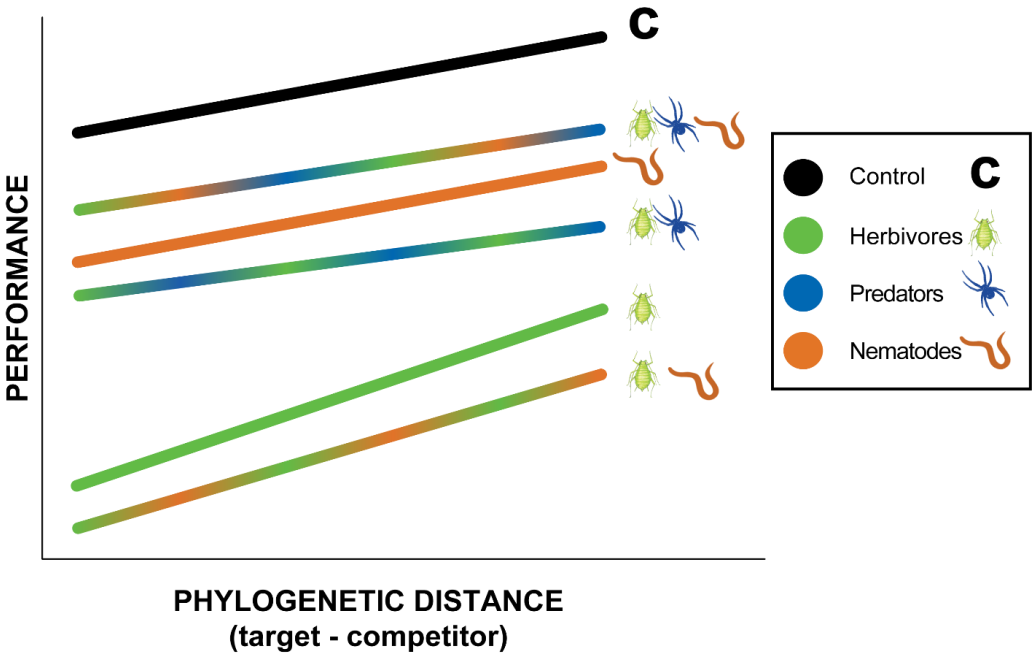 C
PERFORMANCE
Control C
Herbivores
Predators
Nematodes
PHYLOGENETIC DISTANCE
(target - competitor)